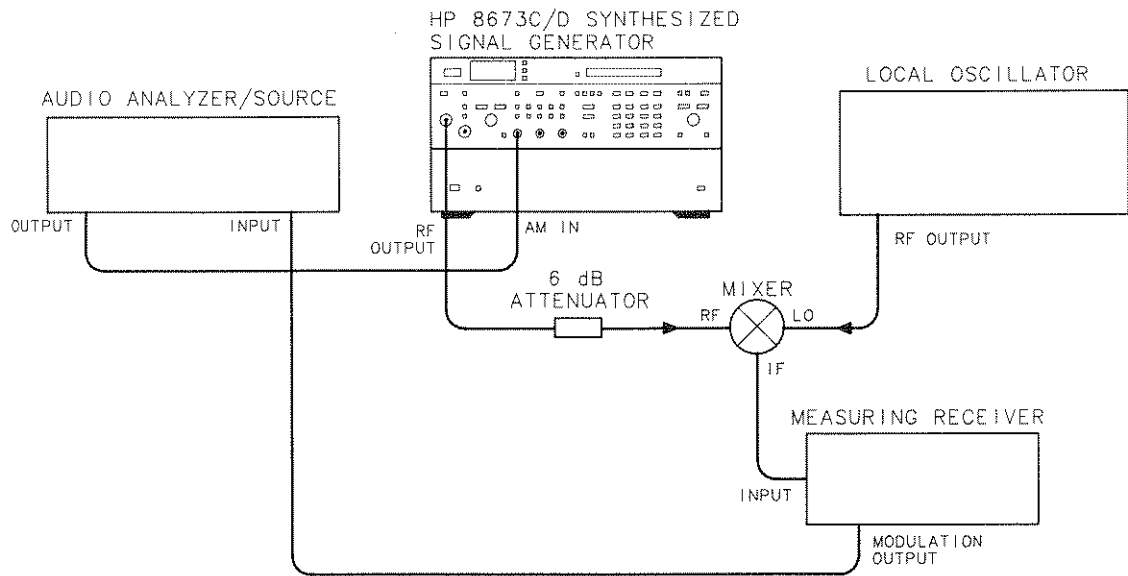 HP 8673C/D SYNTHESIZED
SIGNAL GENERATOR
LOCAL OSCILLATOR
AUDIO ANALYZER/SOURCE
OUTPUT
INPUT
RF
OUTPUT
AM IN
RF OUTPUT
6 dB
ATTENUATOR
MIXER
RF
LO
IF
MEASURING RECEIVER
INPUT
MODULATION
OUTPUT